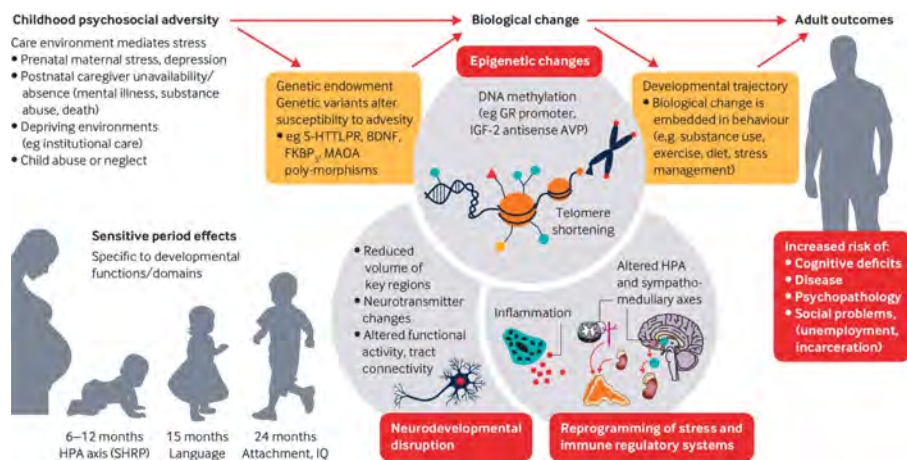 Childhood psychosocial adversity
Care environment mediates stress
• Prenatal maternal stress, depression
• Postnatal caregiver unavailability/
absence (mental illness, substance
abuse, death)
• Depriving environments
(eg institutional care)
• Child abuse or neglect
Genetic endowment
Genetic variants alter
susceptibility to advesity
• eg S-HTTLPR, BDNF,
FKBP₅, MAOA
poly-morphisms
Biological change
Epigenetic changes
DNA methylation
(eg GR promoter,
IGF-2 antisense AVP)
Telomere
shortening
Developmental trajectory
• Biological change is
embedded in behaviour
(e.g. substance use,
exercise, diet, stress
management)
Adult outcomes
Increased risk of:
• Cognitive deficits
• Disease
• Psychopathology
• Social problems,
(unemployment,
incarceration)
Sensitive period effects
Specific to developmental
functions/domains
6–12 months
HPA axis (SHRP)
15 months
Language
24 months
Attachment, IQ
• Reduced
volume of
key regions
• Neurotransmitter
changes
• Altered functional
activity, tract
connectivity
Neurodevelopmental
disruption
Inflammation
Altered HPA
and sympatho-
medullary axes
Reprogramming of stress and
immune regulatory systems